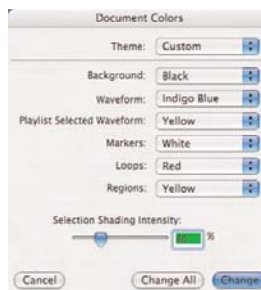 Document Colors
Theme: Custom
Background: Black
Waveform: Indigo Blue
Playlist Selected Waveform: Yellow
Markers: White
Loops: Red
Regions: Yellow
Selection Shading Intensity:
%
Cancel Change All Change